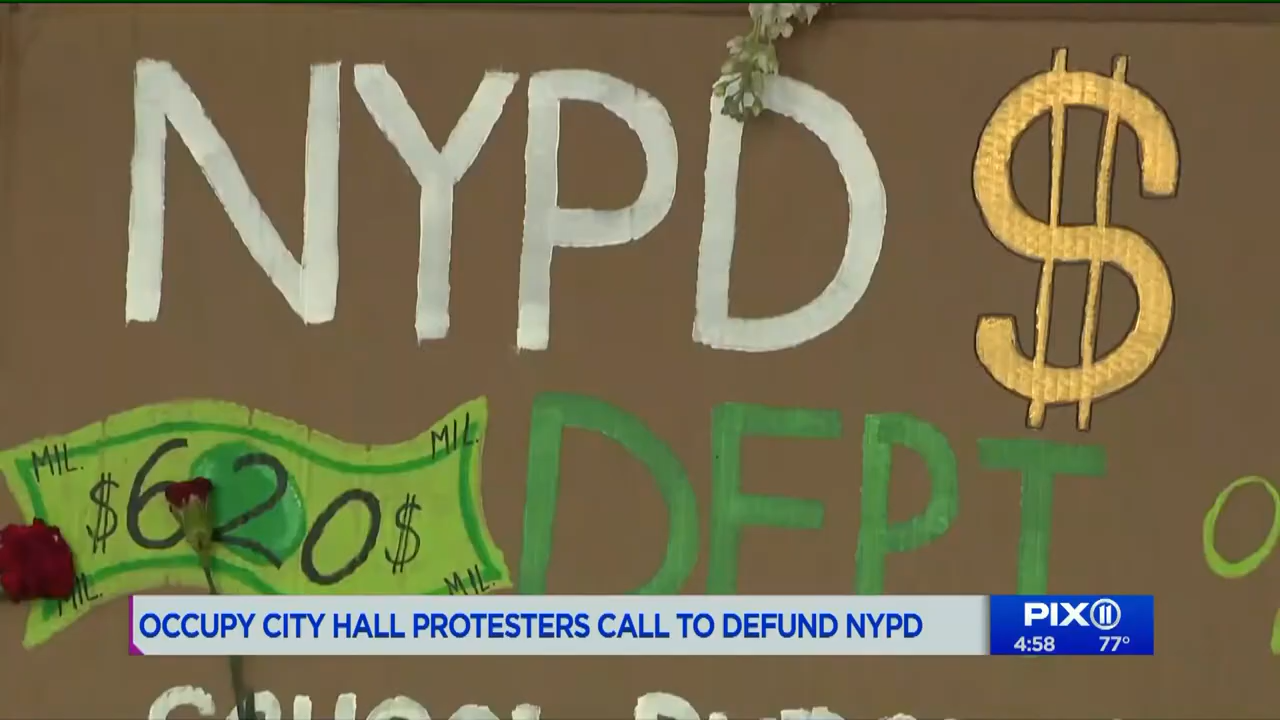 NYPD $
MIL. MIL.
$620$
MIL. MIL.
DEPT
OCCUPY CITY HALL PROTESTERS CALL TO DEFUND NYPD
PIX11
4:58 77°
SCHOOL